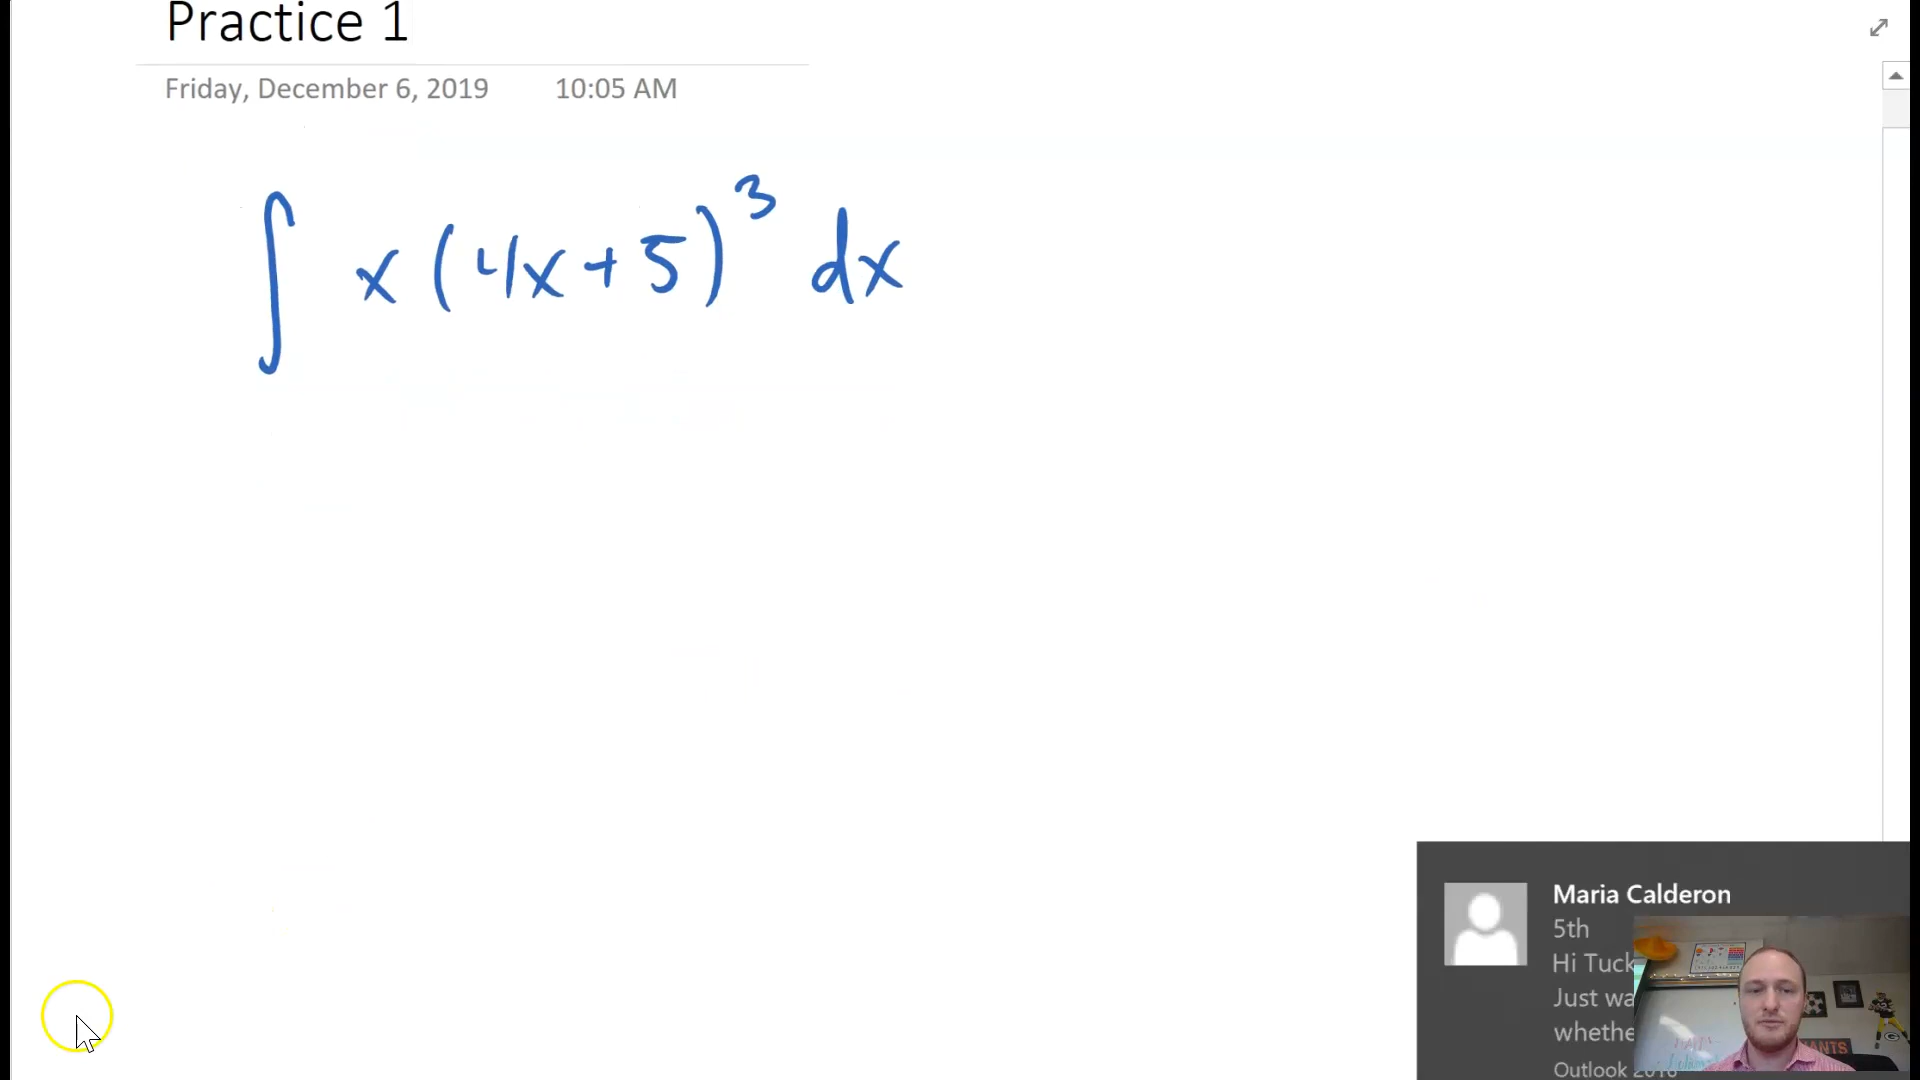 Practice 1
Friday, December 6, 2019 10:05 AM
∫ x(4x+5)³ dx
Maria Calderon
5th
Hi Tuck
Just wa
whethe
Outlook
ANTS